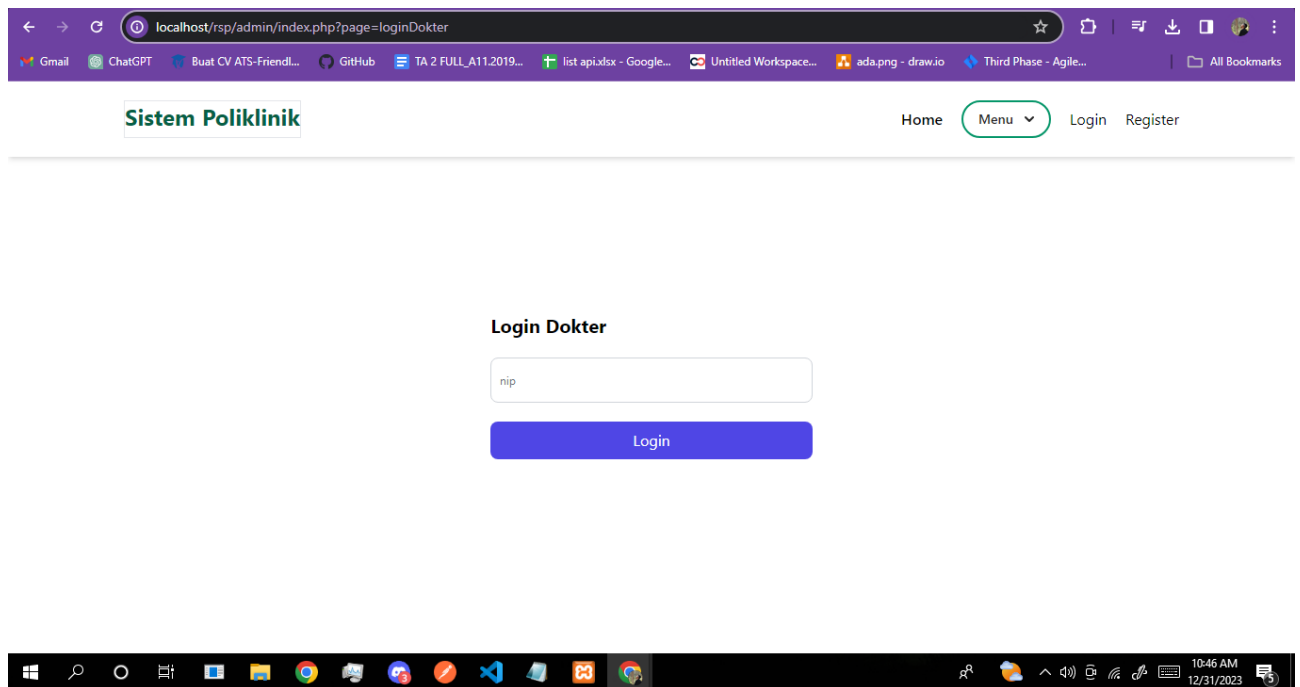 localhost/rsp/admin/index.php?page=loginDokter
Gmail ChatGPT Buat CV ATS-Friendl... GitHub TA 2 FULL_A11.2019... list api.xlsx - Google... Untitled Workspace... ada.png - draw.io Third Phase - Agile... All Bookmarks
Sistem Poliklinik Home Menu Login Register
Login Dokter
nip
Login
10:46 AM
12/31/2023